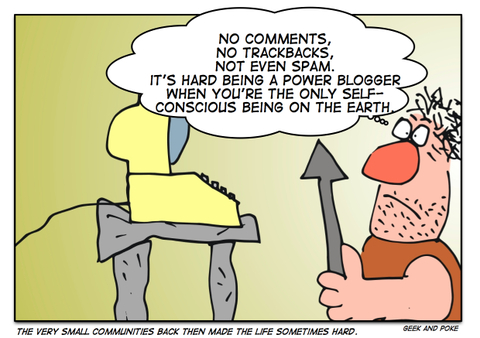 NO COMMENTS,
NO TRACKBACKS,
NOT EVEN SPAM.
IT'S HARD BEING A POWER BLOGGER
WHEN YOU'RE THE ONLY SELF-
CONSCIOUS BEING ON THE EARTH.
THE VERY SMALL COMMUNITIES BACK THEN MADE THE LIFE SOMETIMES HARD.
GEEK AND POKE